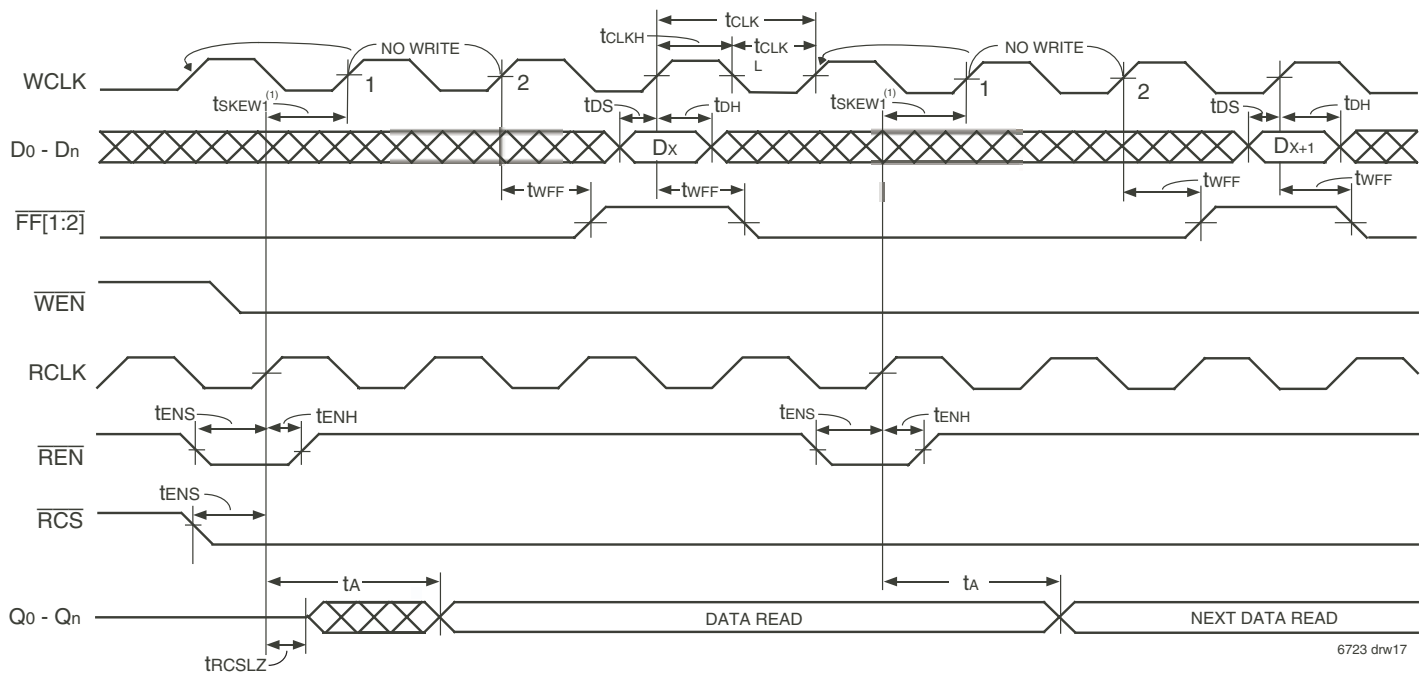 tCLK
tCLKH tCLK
L
NO WRITE NO WRITE
WCLK 1 2 1 2
tSKEW1(1) tDS tDH tSKEW1(1) tDS tDH
D0 - Dn DX DX+1
tWFF tWFF tWFF tWFF
FF[1:2]
WEN
RCLK
tENS tENH tENS tENH
REN
tENS
RCS
tA tA
Q0 - Qn DATA READ NEXT DATA READ
tRCSLZ
6723 drw17